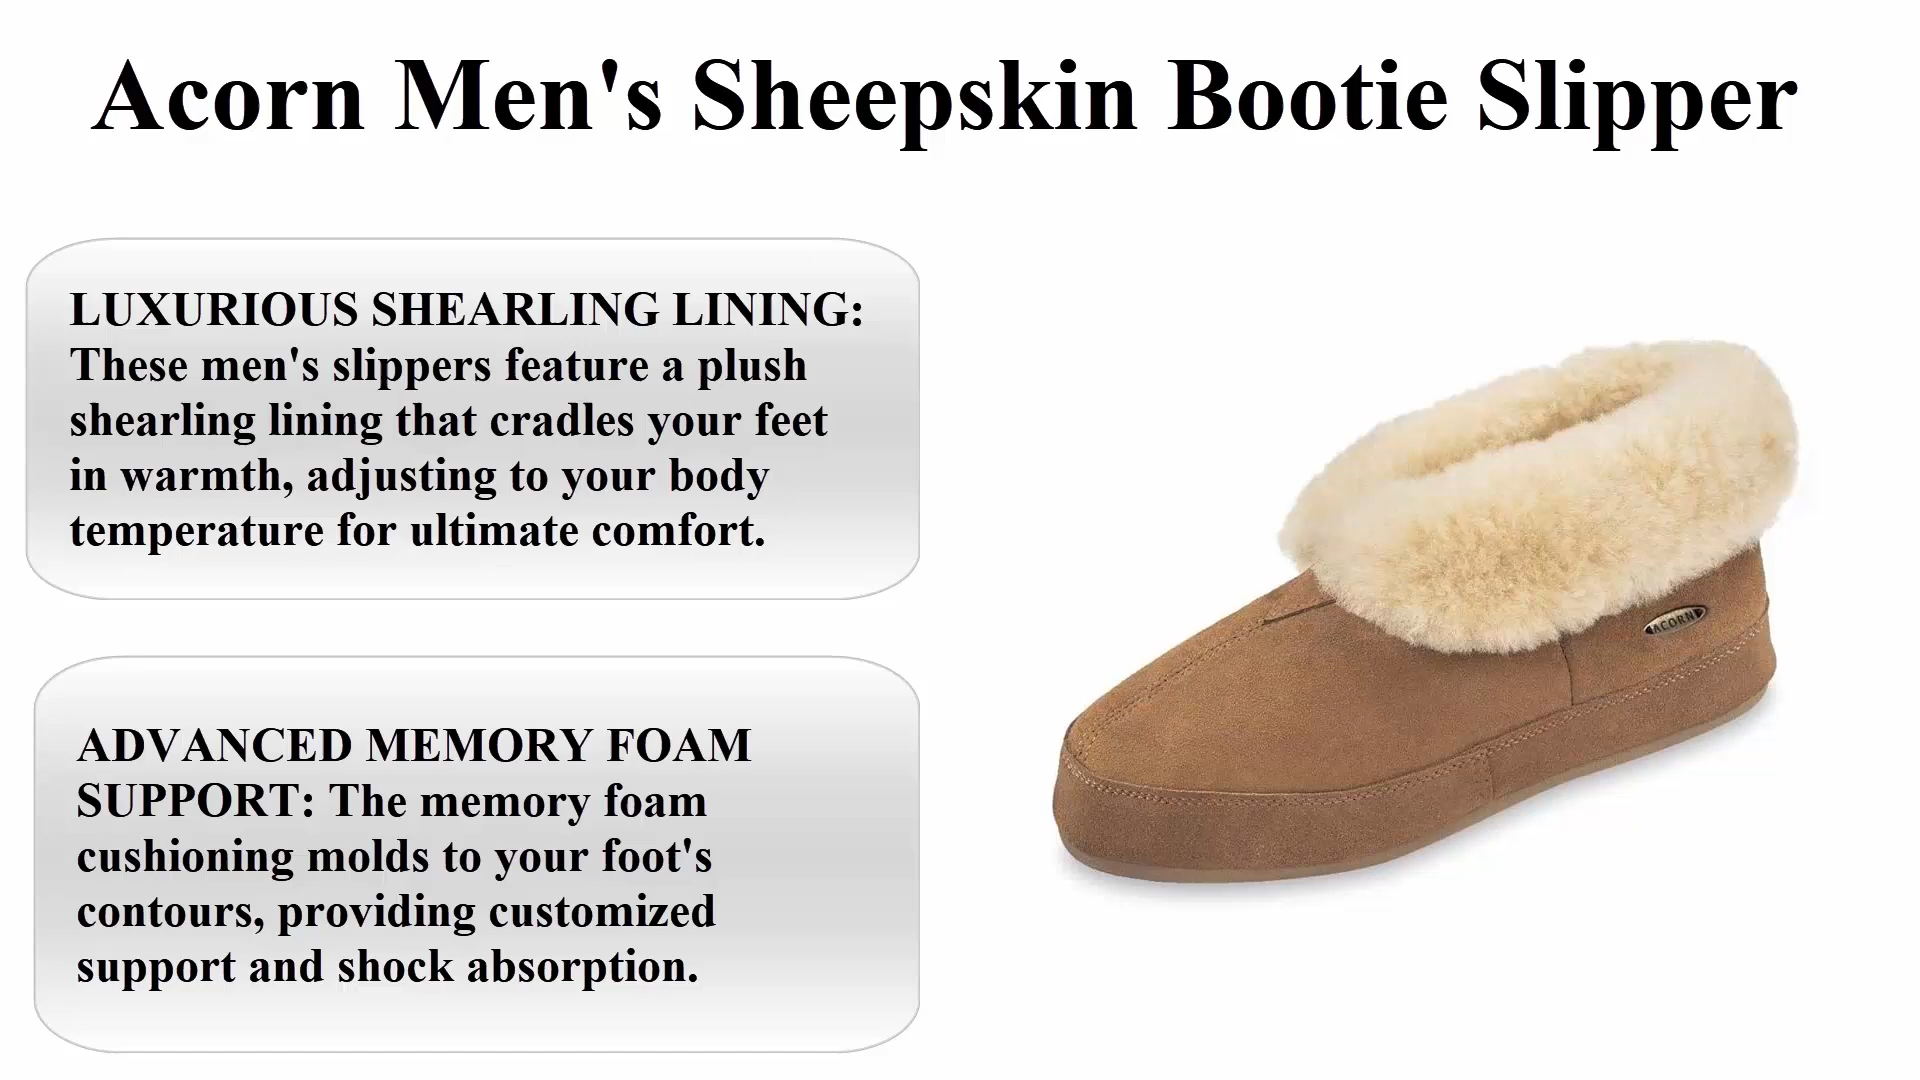 Acorn Men's Sheepskin Bootie Slipper
LUXURIOUS SHEARLING LINING:
These men's slippers feature a plush
shearling lining that cradles your feet
in warmth, adjusting to your body
temperature for ultimate comfort.
ACORN
ADVANCED MEMORY FOAM
SUPPORT: The memory foam
cushioning molds to your foot's
contours, providing customized
support and shock absorption.